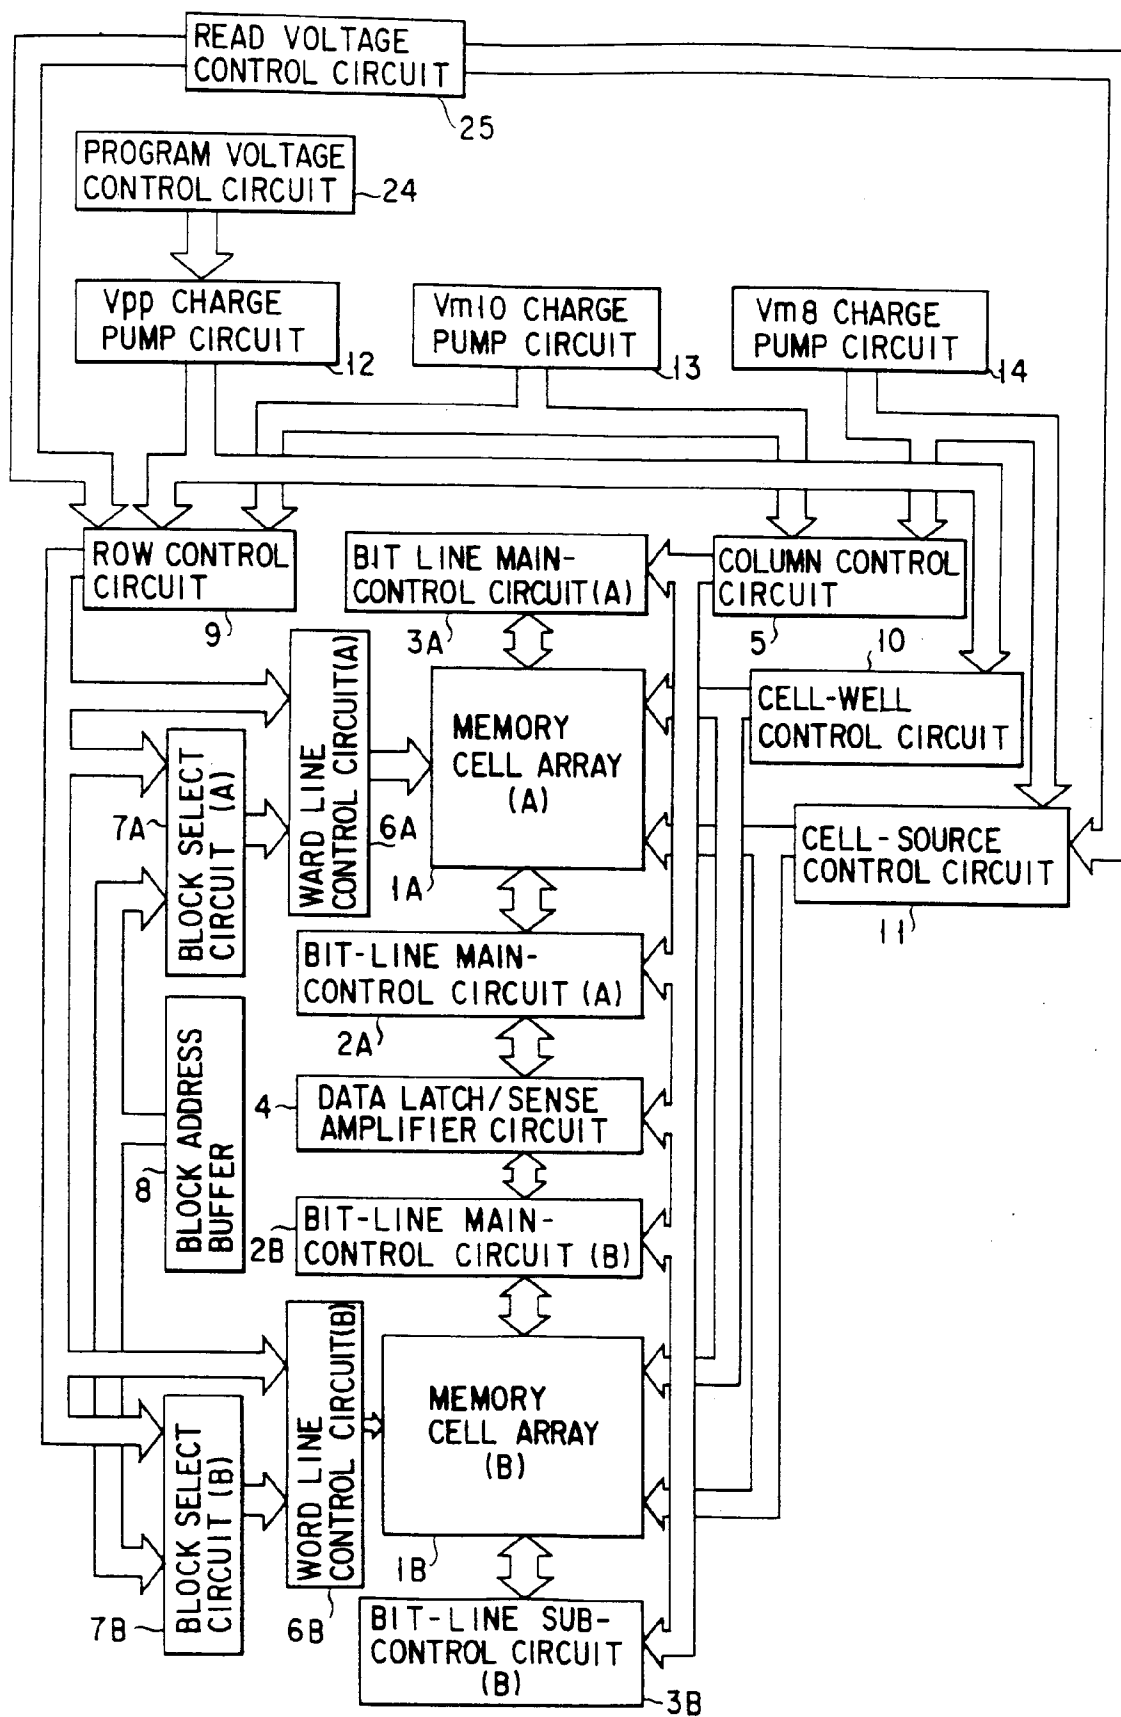 READ VOLTAGE
CONTROL CIRCUIT
25
PROGRAM VOLTAGE
CONTROL CIRCUIT
24
Vpp CHARGE
PUMP CIRCUIT
12
Vm10 CHARGE
PUMP CIRCUIT
13
Vm8 CHARGE
PUMP CIRCUIT
14
ROW CONTROL
CIRCUIT
9
BIT LINE MAIN-
CONTROL CIRCUIT(A)
3A
COLUMN CONTROL
CIRCUIT
5
10
CELL-WELL
CONTROL CIRCUIT
WARD LINE
CONTROL CIRCUIT(A)
6A
MEMORY
CELL ARRAY
(A)
1A
BLOCK SELECT
CIRCUIT (A)
7A
CELL-SOURCE
CONTROL CIRCUIT
11
BIT-LINE MAIN-
CONTROL CIRCUIT (A)
2A
BLOCK ADDRESS
BUFFER
8
4
DATA LATCH/SENSE
AMPLIFIER CIRCUIT
BIT-LINE MAIN-
CONTROL CIRCUIT (B)
2B
WORD LINE
CONTROL CIRCUIT(B)
6B
MEMORY
CELL ARRAY
(B)
1B
BLOCK SELECT
CIRCUIT (B)
7B
BIT-LINE SUB-
CONTROL CIRCUIT
(B)
3B